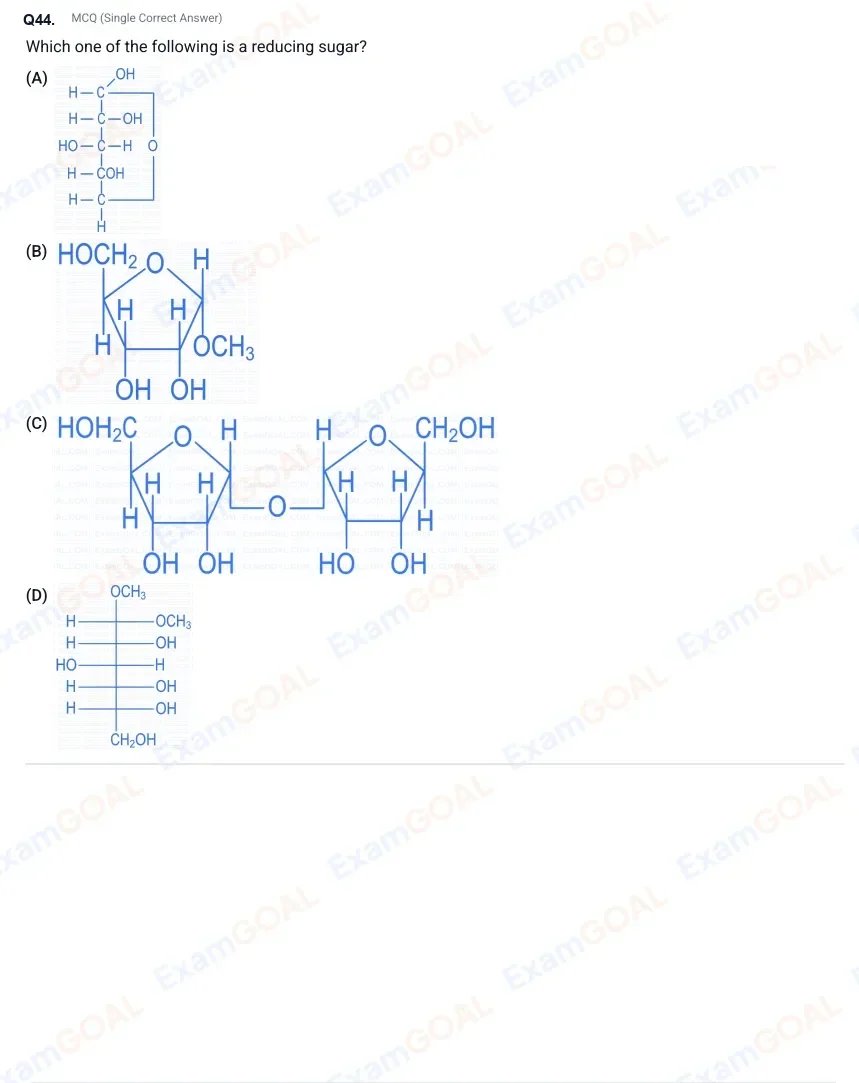 Q44. MCQ (Single Correct Answer)
Which one of the following is a reducing sugar?
(A)
OH
H—C
H—C—OH
HO—C—H O
H—COH
H—C
H
(B) HOCH₂ O H
H H
H OCH₃
OH OH
(C) HOH₂C O H H O CH₂OH
H H H H
H O H
OH OH HO OH
(D) OCH₃
H OCH₃
H OH
HO H
H OH
H OH
CH₂OH
ExamGOAL